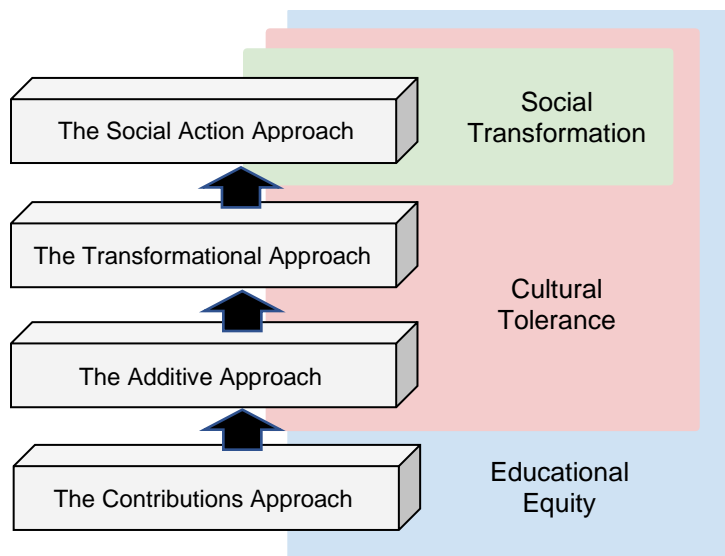 The Social Action Approach
Social
Transformation
The Transformational Approach
Cultural
Tolerance
The Additive Approach
The Contributions Approach
Educational
Equity